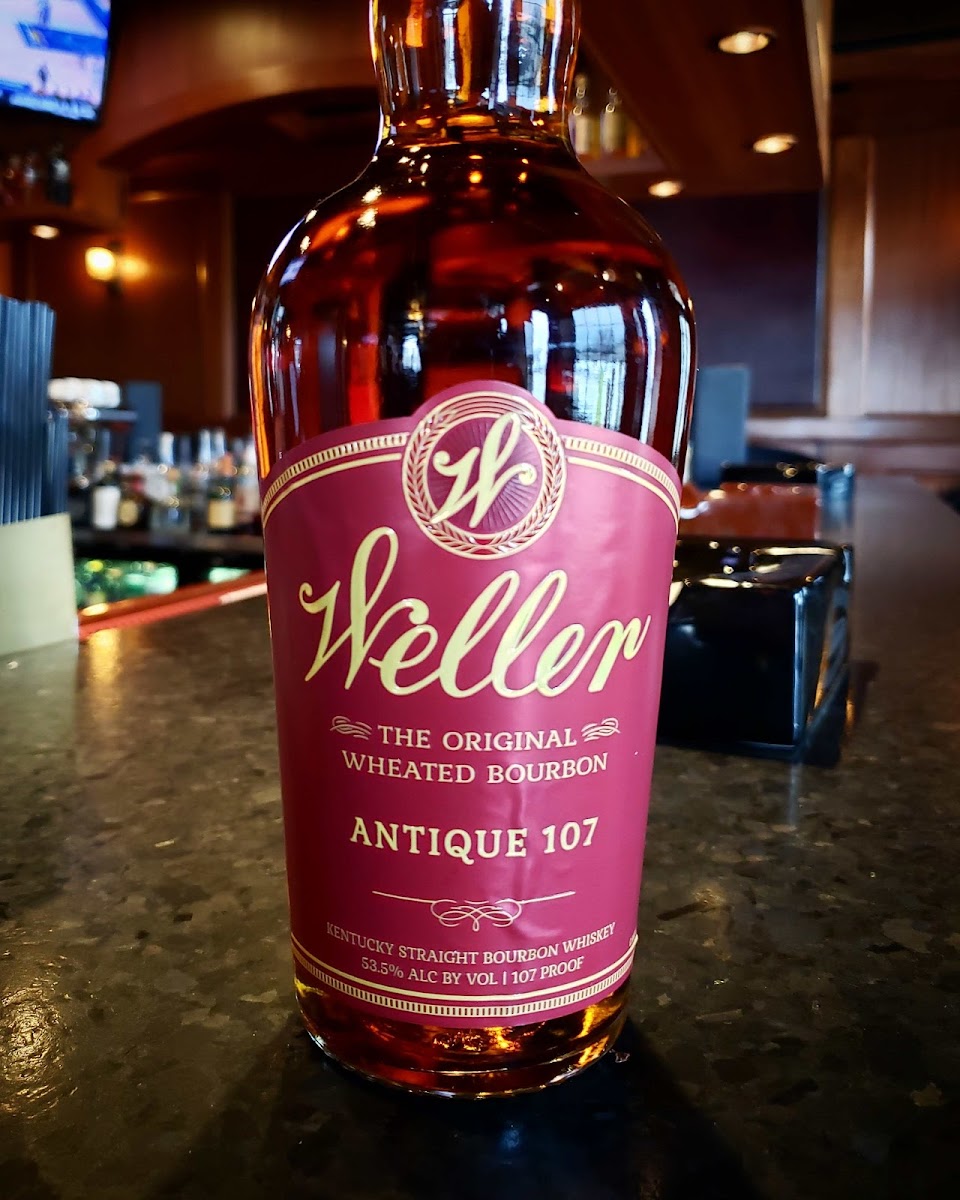 W
Weller
THE ORIGINAL
WHEATED BOURBON
ANTIQUE 107
KENTUCKY STRAIGHT BOURBON WHISKEY
53.5% ALC BY VOL | 107 PROOF